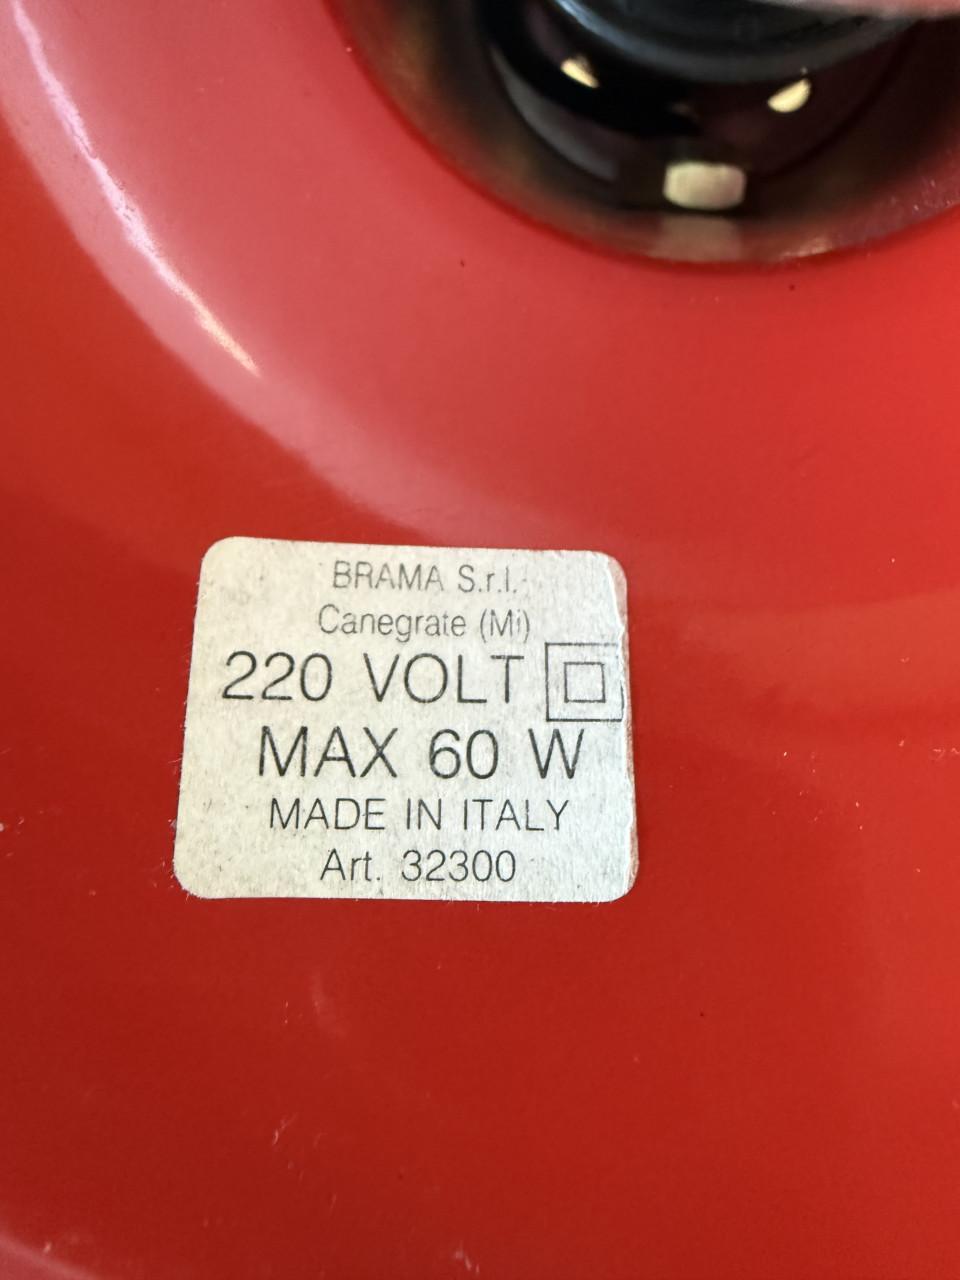 BRAMA S.r.l.
Canegrate (Mi)
220 VOLT
MAX 60 W
MADE IN ITALY
Art. 32300